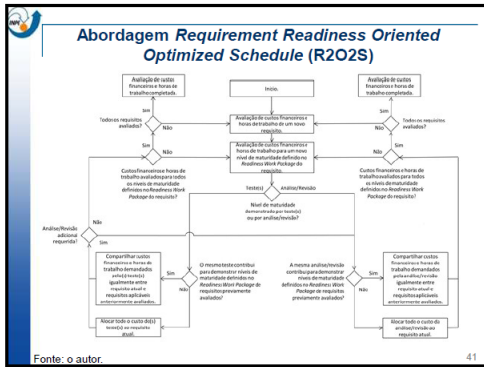 INPE
Abordagem Requirement Readiness Oriented
Optimized Schedule (R2O2S)
Avaliação de custos
financeiros e horas de
trabalho completada.
Início.
Avaliação de custos
financeiros e horas de
trabalho completada.
Sim
Todos os requisitos
avaliados?
Não
Avaliação de custos financeiros e
horas de trabalho de um novo
requisito.
Sim
Todos os requisitos
avaliados?
Não
Sim
Não
Avaliação de custos financeiros e
horas de trabalho para um novo
nível de maturidade definido no
Readiness Work Package do
requisito.
Sim
Não
Custos financeiros e horas de
trabalho avaliados para todos
os níveis de maturidade
definidos no Readiness Work
Package do requisito?
Custos financeiros e horas de
trabalho avaliados para todos
os níveis de maturidade
definidos no Readiness Work
Package do requisito?
Teste(s)
Análise/Revisão
Nível de maturidade
demonstrado por teste(s)
ou por análise/revisão?
Análise/Revisão
adicional
requerida?
Não
Sim
Compartilhar custos
financeiros e horas de
trabalho demandados
pelo(s) teste(s)
igualmente entre
requisito atual e
requisitos aplicáveis
anteriormente avaliados.
Sim
Não
O mesmo teste contribui
para demonstrar níveis de
maturidade definidos no
Readiness Work Package de
requisitos previamente
avaliados?
A mesma análise/revisão
contribui para demonstrar
níveis de maturidade
definidos no Readiness Work
Package de requisitos
previamente avaliados?
Sim
Não
Compartilhar custos
financeiros e horas de
trabalho demandados
pela análise/revisão
igualmente entre
requisito atual e
requisitos aplicáveis
anteriormente avaliados.
Alocar todo o custo do(s)
teste(s) ao requisito
atual.
Alocar todo o custo da
análise/revisão ao
requisito atual.
Fonte: o autor.
41